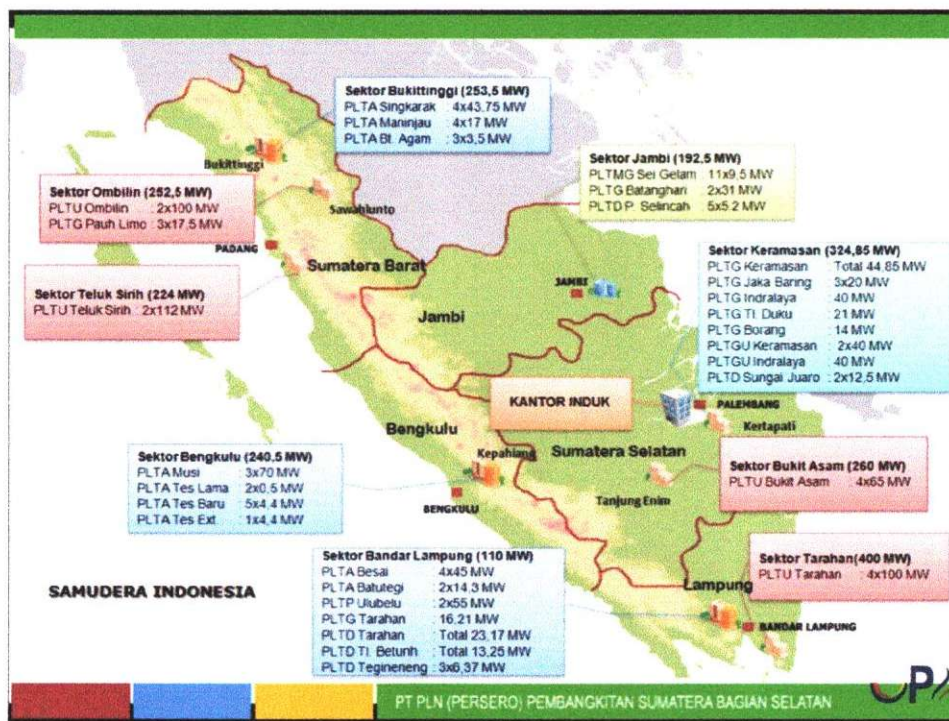 Sektor Bukittinggi (253,5 MW)
PLTA Singkarak : 4x43.75 MW
PLTA Maninjau : 4x17 MW
PLTA Bt. Agam : 3x3,5 MW
Bukittinggi
Sektor Jambi (192,5 MW)
PLTMG Sei Gelam : 11x9,5 MW
PLTG Batanghari : 2x31 MW
PLTD P. Selincah : 5x5,2 MW
Sektor Ombilin (252,5 MW)
PLTU Ombilin : 2x100 MW
PLTG Pauh Limo : 3x17,5 MW
Sawahlunto
PADANG
Sumatera Barat
Sektor Keramasan (324,85 MW)
PLTG Keramasan : Total 44,85 MW
PLTG Jaka Baring : 3x20 MW
PLTG Indralaya : 40 MW
PLTG Tl. Duku : 21 MW
PLTG Borang : 14 MW
PLTGU Keramasan : 2x40 MW
PLTGU Indralaya : 40 MW
PLTD Sungai Juaro : 2x12,5 MW
JAMBI
Sektor Teluk Sirih (224 MW)
PLTU Teluk Sirih : 2x112 MW
Jambi
KANTOR INDUK
PALEMBANG
Kertapati
Bengkulu
Kepahiang
Sumatera Selatan
Sektor Bengkulu (240,5 MW)
PLTA Musi : 3x70 MW
PLTA Tes Lama : 2x0,5 MW
PLTA Tes Baru : 5x4,4 MW
PLTA Tes Ext : 1x4,4 MW
BENGKULU
Tanjung Enim
Sektor Bukit Asam (260 MW)
PLTU Bukit Asam : 4x65 MW
Sektor Bandar Lampung (110 MW)
PLTA Besai : 4x45 MW
PLTA Batutegi : 2x14,3 MW
PLTP Ulubelu : 2x55 MW
PLTG Tarahan : 16,21 MW
PLTD Tarahan : Total 23,17 MW
PLTD Tl. Betunh : Total 13,25 MW
PLTD Tegineneng : 3x6,37 MW
Sektor Tarahan(400 MW)
PLTU Tarahan : 4x100 MW
Lampung
BANDAR LAMPUNG
SAMUDERA INDONESIA
PT PLN (PERSERO) PEMBANGKITAN SUMATERA BAGIAN SELATAN